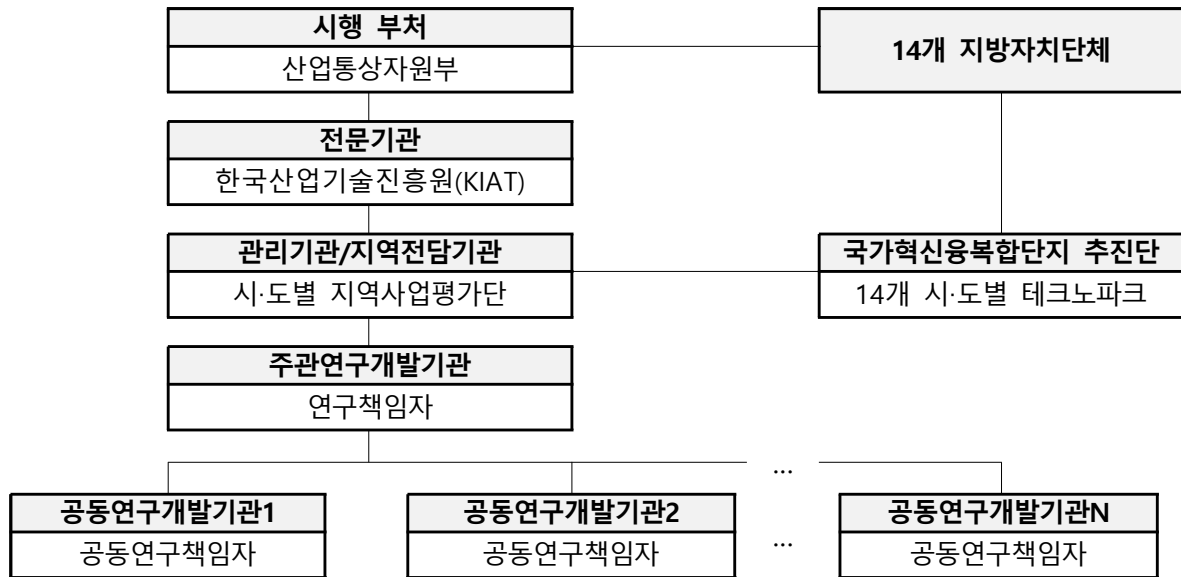 시행 부처
산업통상자원부
14개 지방자치단체
전문기관
한국산업기술진흥원(KIAT)
관리기관/지역전담기관
시·도별 지역사업평가단
국가혁신융복합단지 추진단
14개 시·도별 테크노파크
주관연구개발기관
연구책임자
...
공동연구개발기관1
공동연구책임자
공동연구개발기관2
공동연구책임자
...
공동연구개발기관N
공동연구책임자